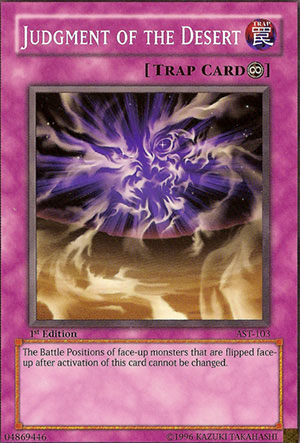 JUDGMENT OF THE DESERT
TRAP
罠
[TRAP CARD]
1st Edition
AST-103
The Battle Positions of face-up monsters that are flipped face-
up after activation of this card cannot be changed.
04869446
©1996 KAZUKI TAKAHASHI